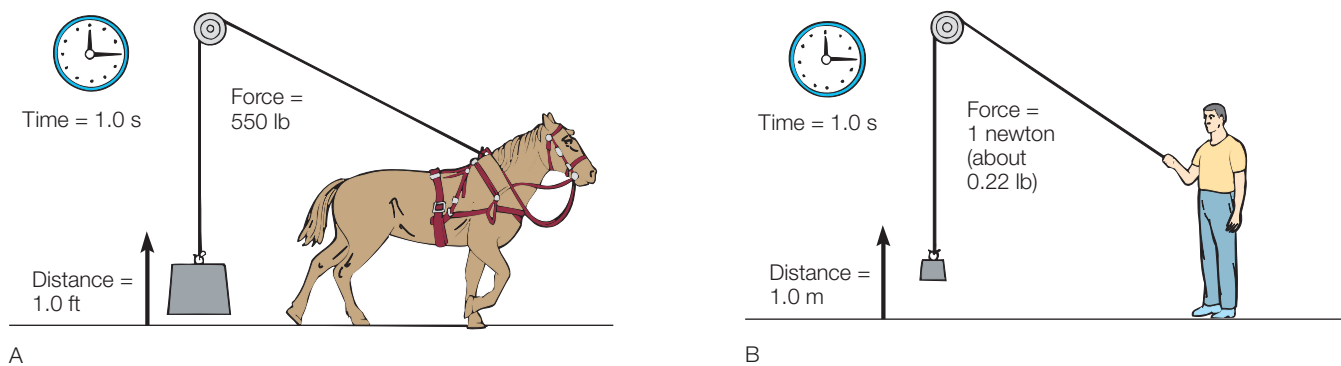 Time = 1.0 s
Force =
550 lb
Distance =
1.0 ft
A
Time = 1.0 s
Force =
1 newton
(about
0.22 lb)
Distance =
1.0 m
B